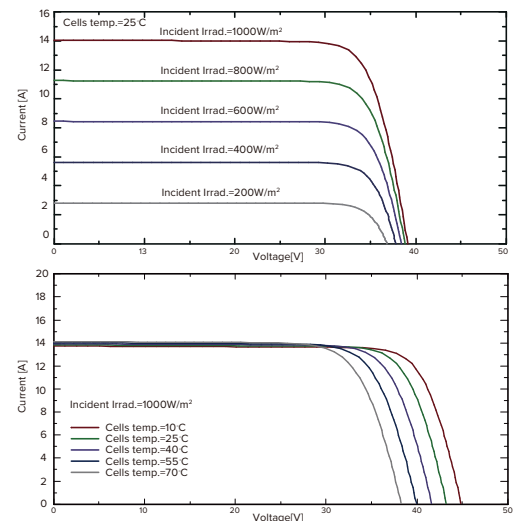 16
Cells temp.=25°C
Incident Irrad.=1000W/m²
14
12
Incident Irrad.=800W/m²
10
Current [A]
Incident Irrad.=600W/m²
8
6
Incident Irrad.=400W/m²
4
Incident Irrad.=200W/m²
2
0
0 13 20 30 40 50
Voltage[V]
20
18
16
14
12
Current [A]
10
Incident Irrad.=1000W/m²
8
Cells temp.=10°C
6
Cells temp.=25°C
Cells temp.=40°C
4
Cells temp.=55°C
Cells temp.=70°C
2
0
0 10 20 30 40 50
Voltage[V]